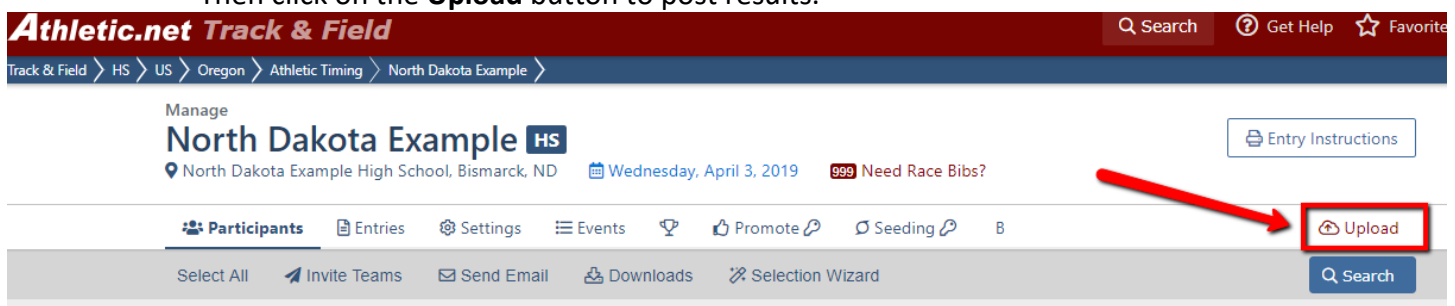 Then click on the Upload button to post results.
Athletic.net Track & Field Search Get Help Favorite
Track & Field HS US Oregon Athletic Timing North Dakota Example
Manage
North Dakota Example HS Entry Instructions
North Dakota Example High School, Bismarck, ND Wednesday, April 3, 2019 999 Need Race Bibs?
Participants Entries Settings Events Promote Seeding B Upload
Select All Invite Teams Send Email Downloads Selection Wizard Search